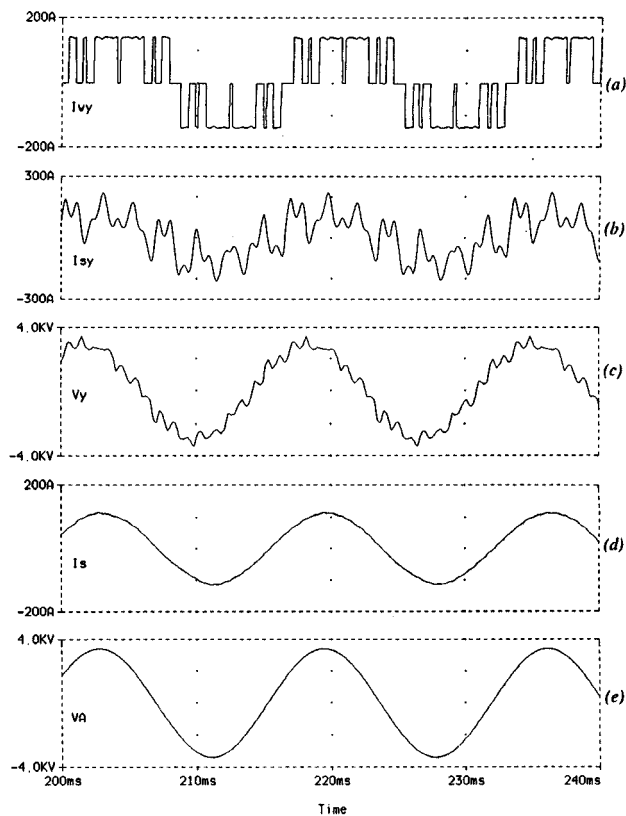 200A
Ivy
(a)
-200A
300A
Isy
(b)
-300A
4.0KV
Vy
(c)
-4.0KV
200A
Is
(d)
-200A
4.0KV
VA
(e)
-4.0KV
200ms 210ms 220ms 230ms 240ms
Time